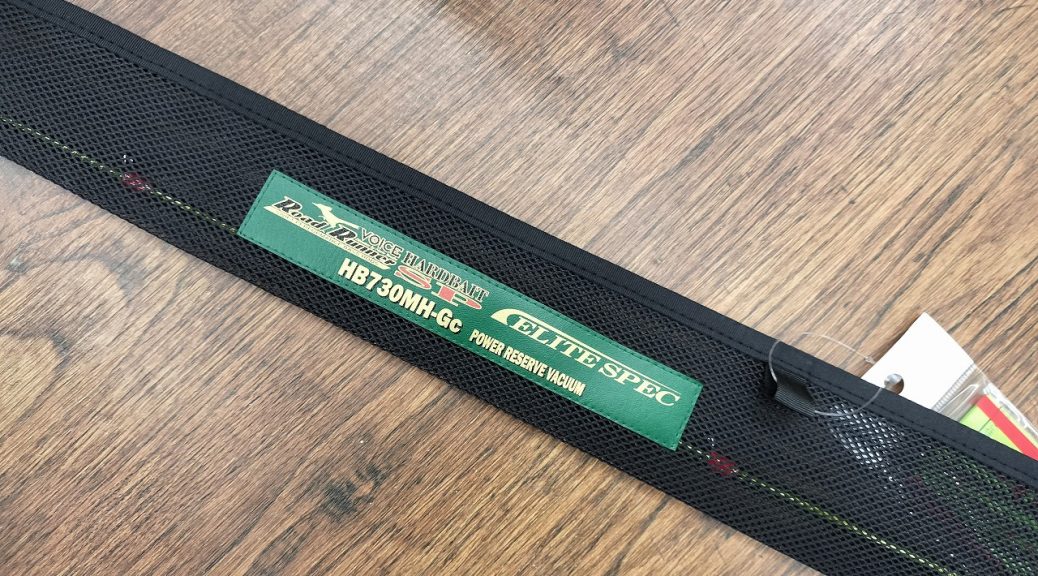 Road Runner
VOICE
HARDBAIT
SP
HB730MH-Gc
ELITE SPEC
POWER RESERVE VACUUM